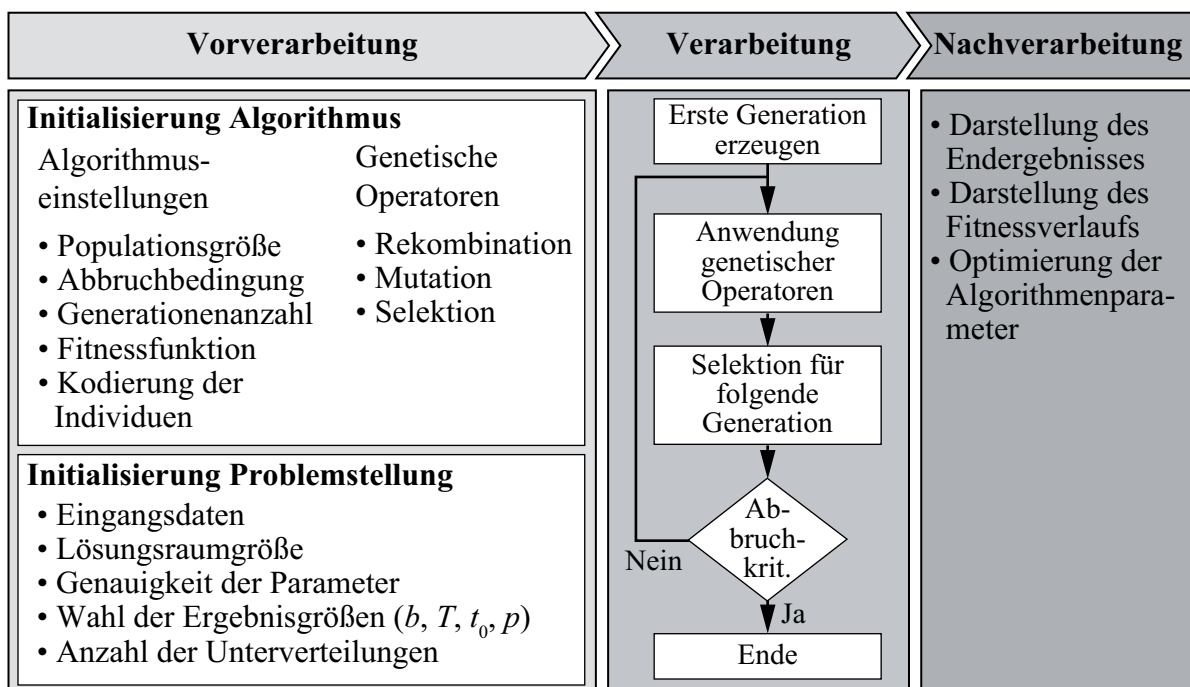 Vorverarbeitung
Verarbeitung
Nachverarbeitung
Initialisierung Algorithmus
Algorithmus-
einstellungen
• Populationsgröße
• Abbruchbedingung
• Generationenanzahl
• Fitnessfunktion
• Kodierung der
Individuen
Genetische
Operatoren
• Rekombination
• Mutation
• Selektion
Initialisierung Problemstellung
• Eingangsdaten
• Lösungsraumgröße
• Genauigkeit der Parameter
• Wahl der Ergebnisgrößen (b, T, t₀, p)
• Anzahl der Unterverteilungen
Erste Generation
erzeugen
Anwendung
genetischer
Operatoren
Selektion für
folgende
Generation
Ab-
bruch-
krit.
Nein
Ja
Ende
• Darstellung des
Endergebnisses
• Darstellung des
Fitnessverlaufs
• Optimierung der
Algorithmenpara-
meter